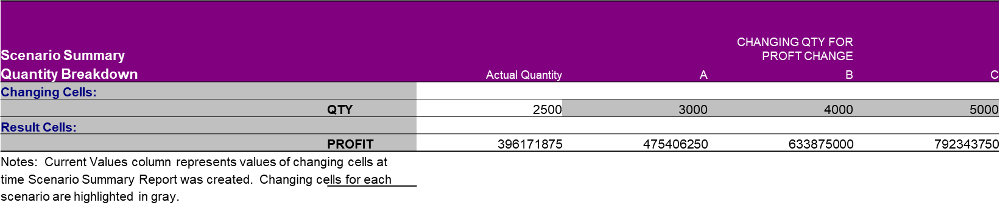 CHANGING QTY FOR
PROFT CHANGE
Scenario Summary
Quantity Breakdown Actual Quantity A B C
Changing Cells:
QTY 2500 3000 4000 5000
Result Cells:
PROFIT 396171875 475406250 633875000 792343750
Notes: Current Values column represents values of changing cells at
time Scenario Summary Report was created. Changing cells for each
scenario are highlighted in gray.